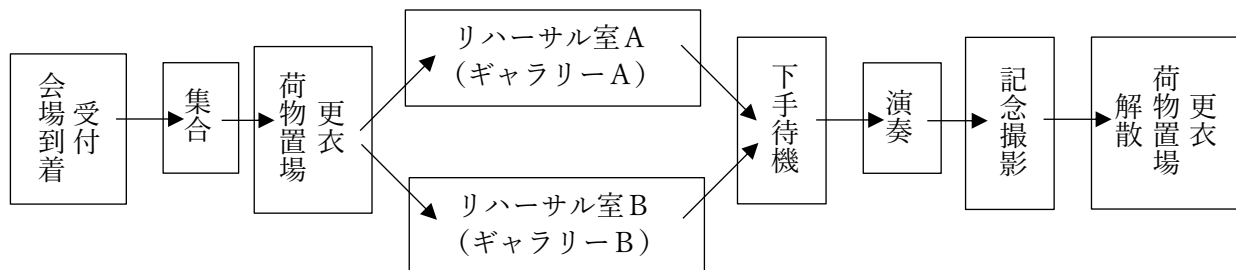 受付
会場到着
集合
更衣
荷物置場
リハーサル室A
(ギャラリーA)
リハーサル室B
(ギャラリーB)
下手待機
演奏
記念撮影
更衣
荷物置場
解散